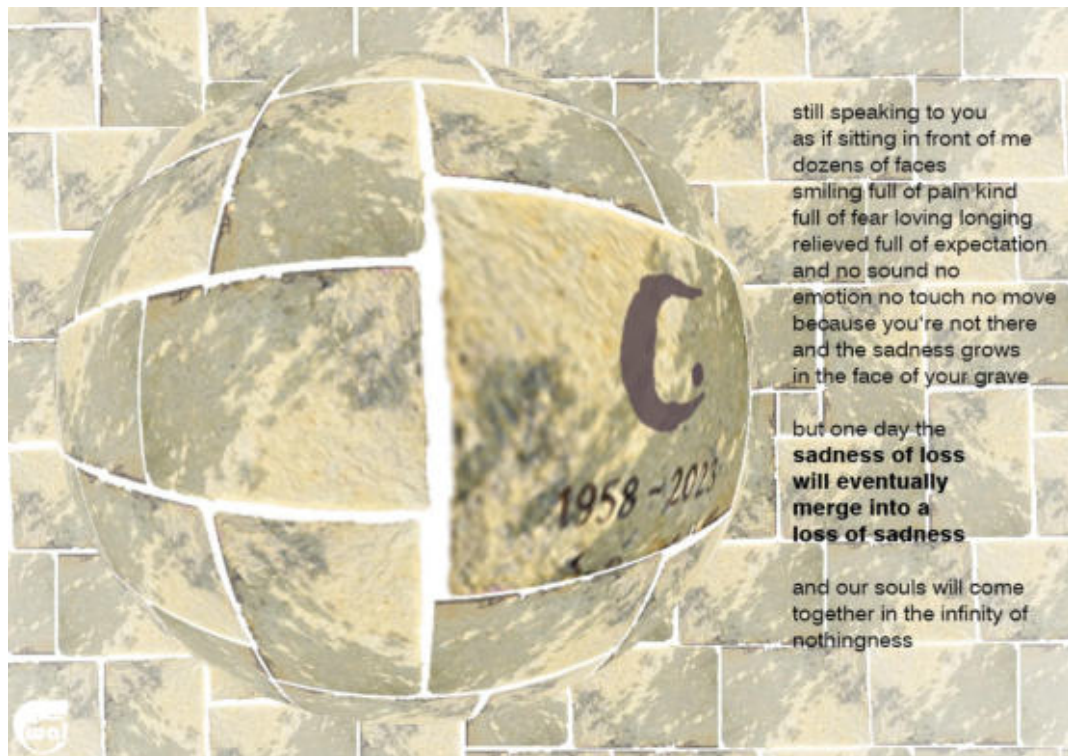 C.
1958 - 2023
still speaking to you
as if sitting in front of me
dozens of faces
smiling full of pain kind
full of fear loving longing
relieved full of expectation
and no sound no
emotion no touch no move
because you're not there
and the sadness grows
in the face of your grave
but one day the
sadness of loss
will eventually
merge into a
loss of sadness
and our souls will come
together in the infinity of
nothingness